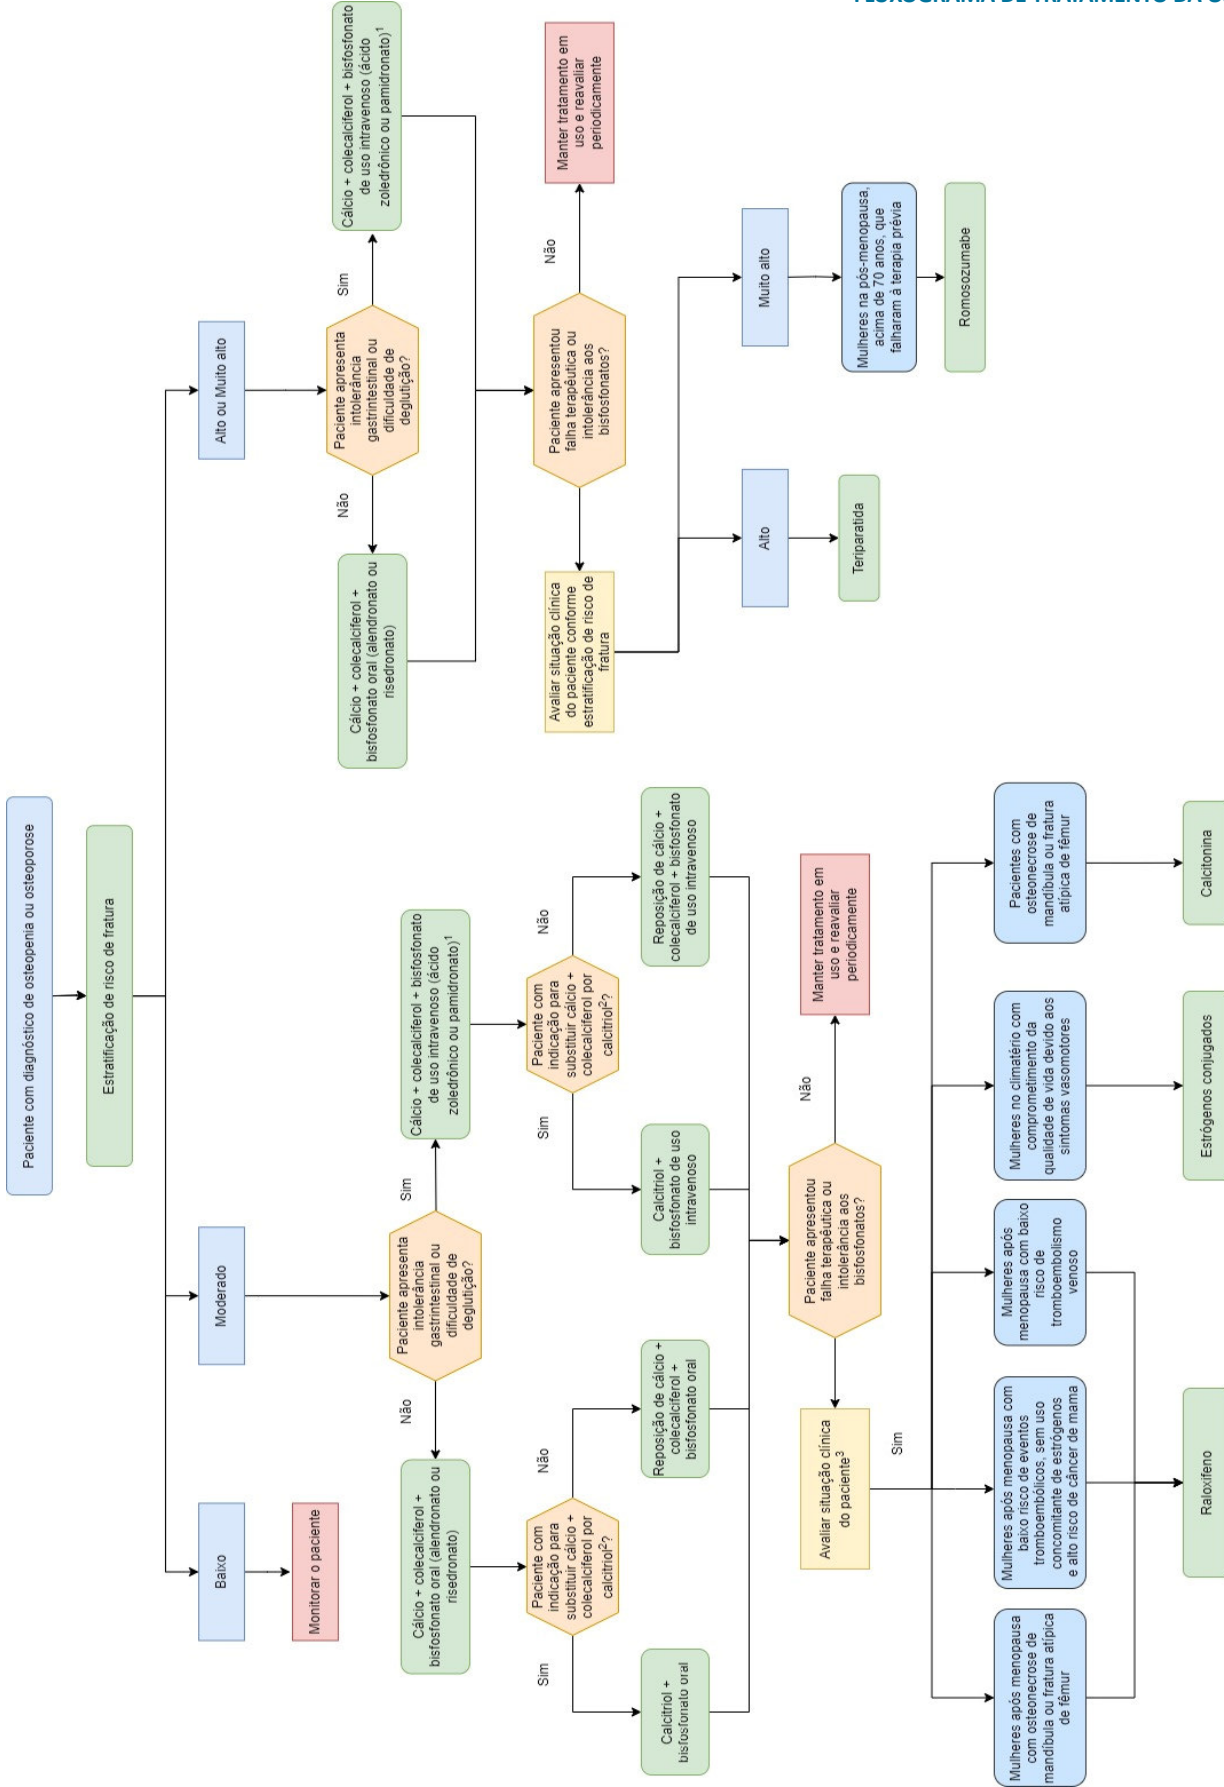 FLUXOGRAMA DE TRATAMENTO DA
Paciente com diagnóstico de osteopenia ou osteoporose
Estratificação de risco de fratura
Baixo
Monitorar o paciente
Moderado
Paciente apresenta
intolerância
gastrintestinal ou
dificuldade de
deglutição?
Não
Sim
Cálcio + colecalciferol +
bisfosfonato oral (alendronato ou
risedronato)
Cálcio + colecalciferol + bisfosfonato
de uso intravenoso (ácido
zoledrônico ou pamidronato)¹
Paciente com
indicação para
substituir cálcio +
colecalciferol por
calcitriol²?
Sim
Não
Paciente com
indicação para
substituir cálcio +
colecalciferol por
calcitriol²?
Sim
Não
Calcitriol +
bisfosfonato oral
Reposição de cálcio +
colecalciferol +
bisfosfonato oral
Calcitriol +
bisfosfonato de uso
intravenoso
Reposição de cálcio +
colecalciferol + bisfosfonato
de uso intravenoso
Paciente apresentou
falha terapêutica ou
intolerância aos
bisfosfonatos?
Não
Manter tratamento em
uso e reavaliar
periodicamente
Avaliar situação clínica
do paciente³
Sim
Mulheres após menopausa
com osteonecrose de
mandíbula ou fratura atípica
de fêmur
Mulheres após menopausa com
baixo risco de eventos
tromboembólicos, sem uso
concomitante de estrógenos
e alto risco de câncer de mama
Mulheres após
menopausa com baixo
risco de
tromboembolismo
venoso
Mulheres no climatério com
comprometimento da
qualidade de vida devido aos
sintomas vasomotores
Pacientes com
osteonecrose de
mandíbula ou fratura
atípica de fêmur
Raloxifeno
Estrógenos conjugados
Calcitonina
Alto ou Muito alto
Paciente apresenta
intolerância
gastrintestinal ou
dificuldade de
deglutição?
Não
Sim
Cálcio + colecalciferol +
bisfosfonato oral (alendronato ou
risedronato)
Cálcio + colecalciferol + bisfosfonato
de uso intravenoso (ácido
zoledrônico ou pamidronato)¹
Paciente apresentou
falha terapêutica ou
intolerância aos
bisfosfonatos?
Não
Manter tratamento em
uso e reavaliar
periodicamente
Avaliar situação clínica
do paciente conforme
estratificação de risco de
fratura
Alto
Teriparatida
Muito alto
Mulheres na pós-menopausa,
acima de 70 anos, que
falharam à terapia prévia
Romosozumabe